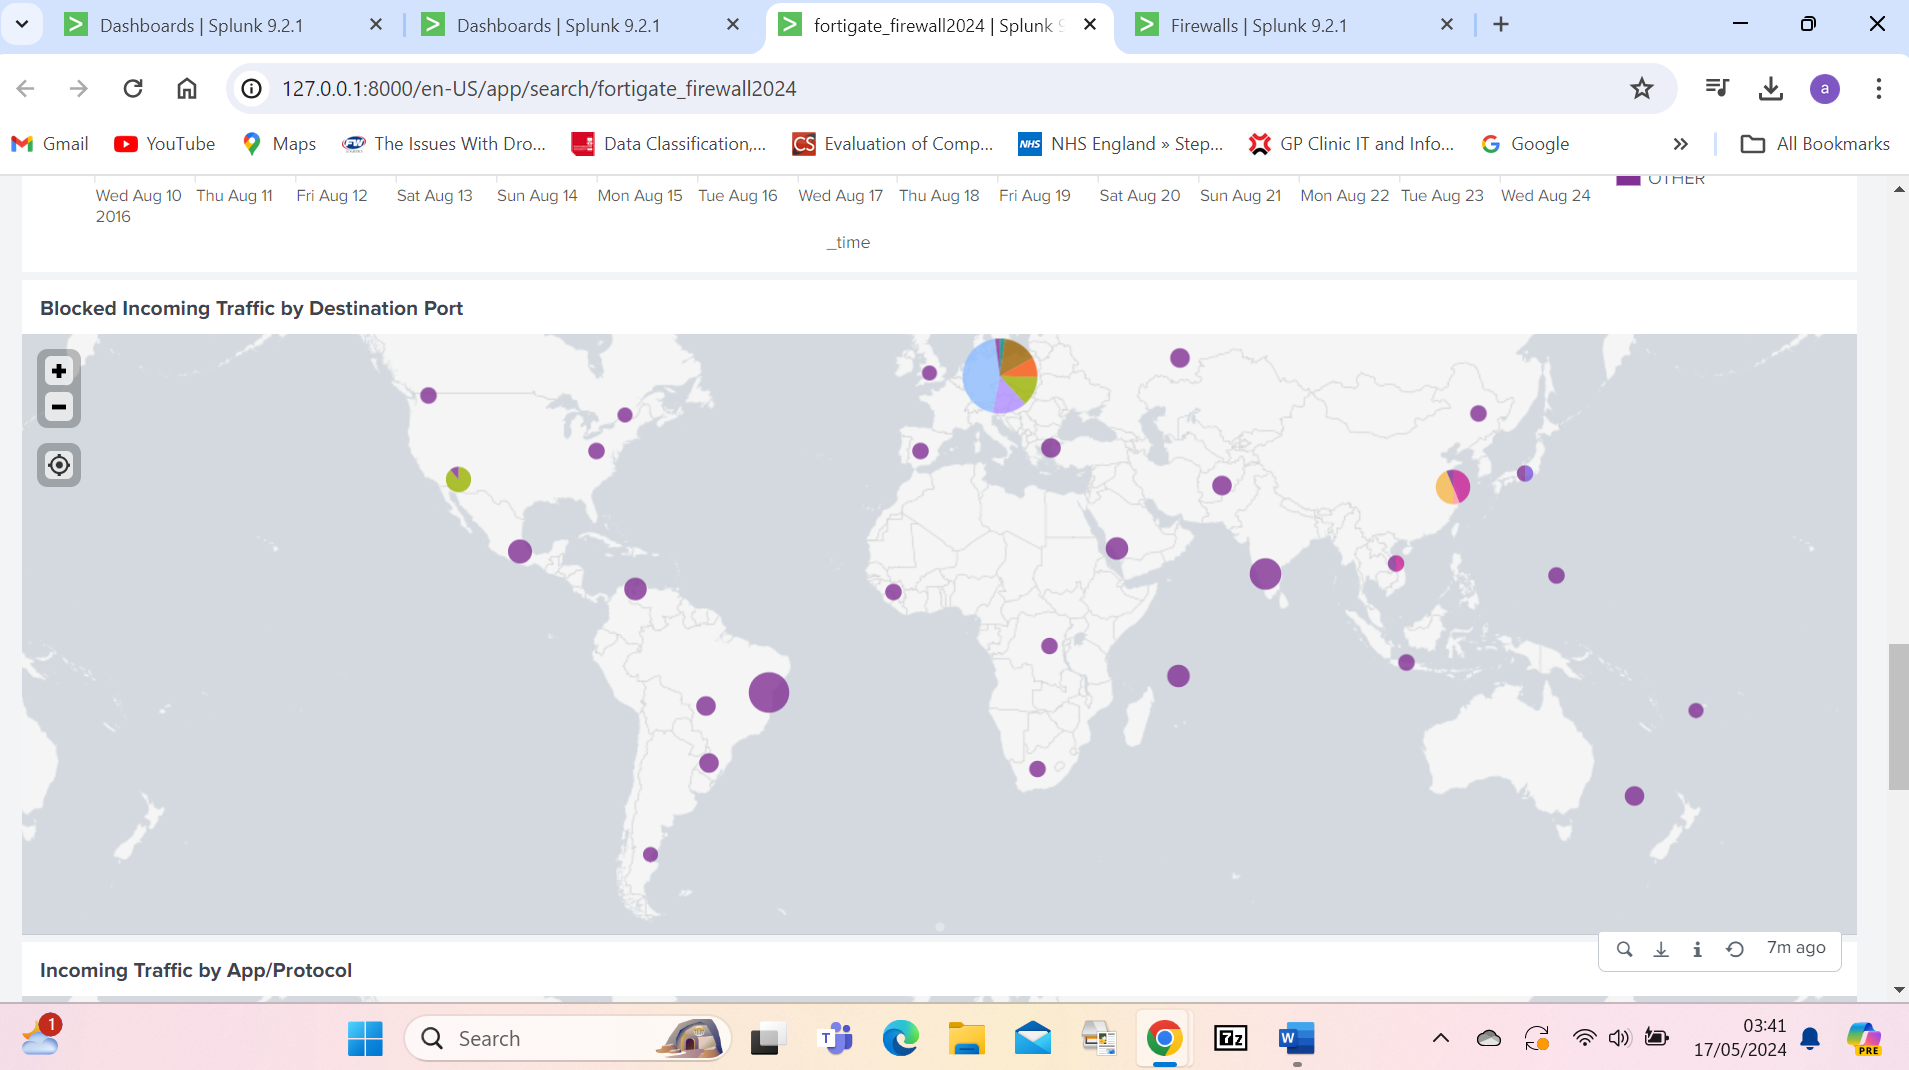 Dashboards | Splunk 9.2.1
Dashboards | Splunk 9.2.1
fortigate_firewall2024 | Splunk 9
Firewalls | Splunk 9.2.1
127.0.0.1:8000/en-US/app/search/fortigate_firewall2024
a
Gmail
YouTube
Maps
FW
The Issues With Dro...
Data Classification,...
CS
Evaluation of Comp...
NHS
NHS England » Step...
GP Clinic IT and Info...
Google
All Bookmarks
OTHER
Wed Aug 10 Thu Aug 11 Fri Aug 12 Sat Aug 13 Sun Aug 14 Mon Aug 15 Tue Aug 16 Wed Aug 17 Thu Aug 18 Fri Aug 19 Sat Aug 20 Sun Aug 21 Mon Aug 22 Tue Aug 23 Wed Aug 24
2016
_time
Blocked Incoming Traffic by Destination Port
7m ago
Incoming Traffic by App/Protocol
1
Search
T
7z
W
03:41
17/05/2024
PRE